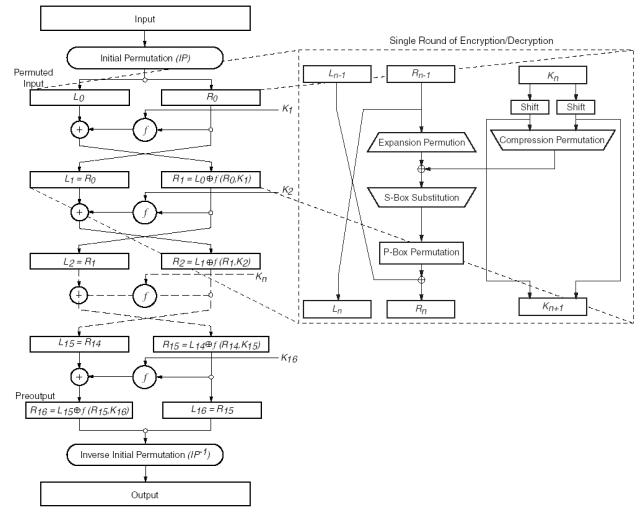 Input
Initial Permutation (IP)
Permuted Input
L0
R0
K1
+
f
L1 = R0
R1 = L0⊕f (R0,K1)
K2
+
f
L2 = R1
R2 = L1⊕f (R1,K2)
Kn
+
f
L15 = R14
R15 = L14⊕f (R14,K15)
K16
+
f
Preoutput
R16 = L15⊕f (R15,K16)
L16 = R15
Inverse Initial Permutation (IP-1)
Output
Single Round of Encryption/Decryption
Ln-1
Rn-1
Kn
Shift
Shift
Expansion Permution
Compression Permutation
S-Box Substitution
P-Box Permutation
Ln
Rn
Kn+1